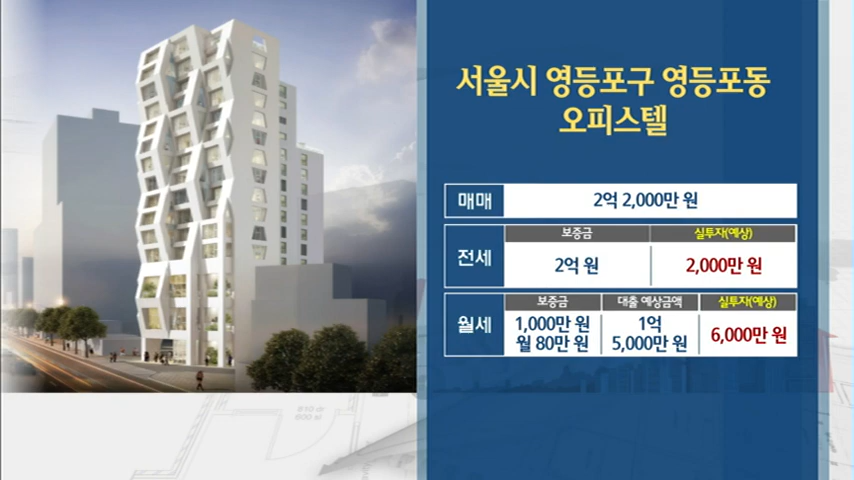 서울시 영등포구 영등포동
오피스텔
매매
2억 2,000만 원
전세
보증금
실투자(예상)
2억 원
2,000만 원
월세
보증금
대출 예상금액
실투자(예상)
1,000만 원
월 80만 원
1억
5,000만 원
6,000만 원